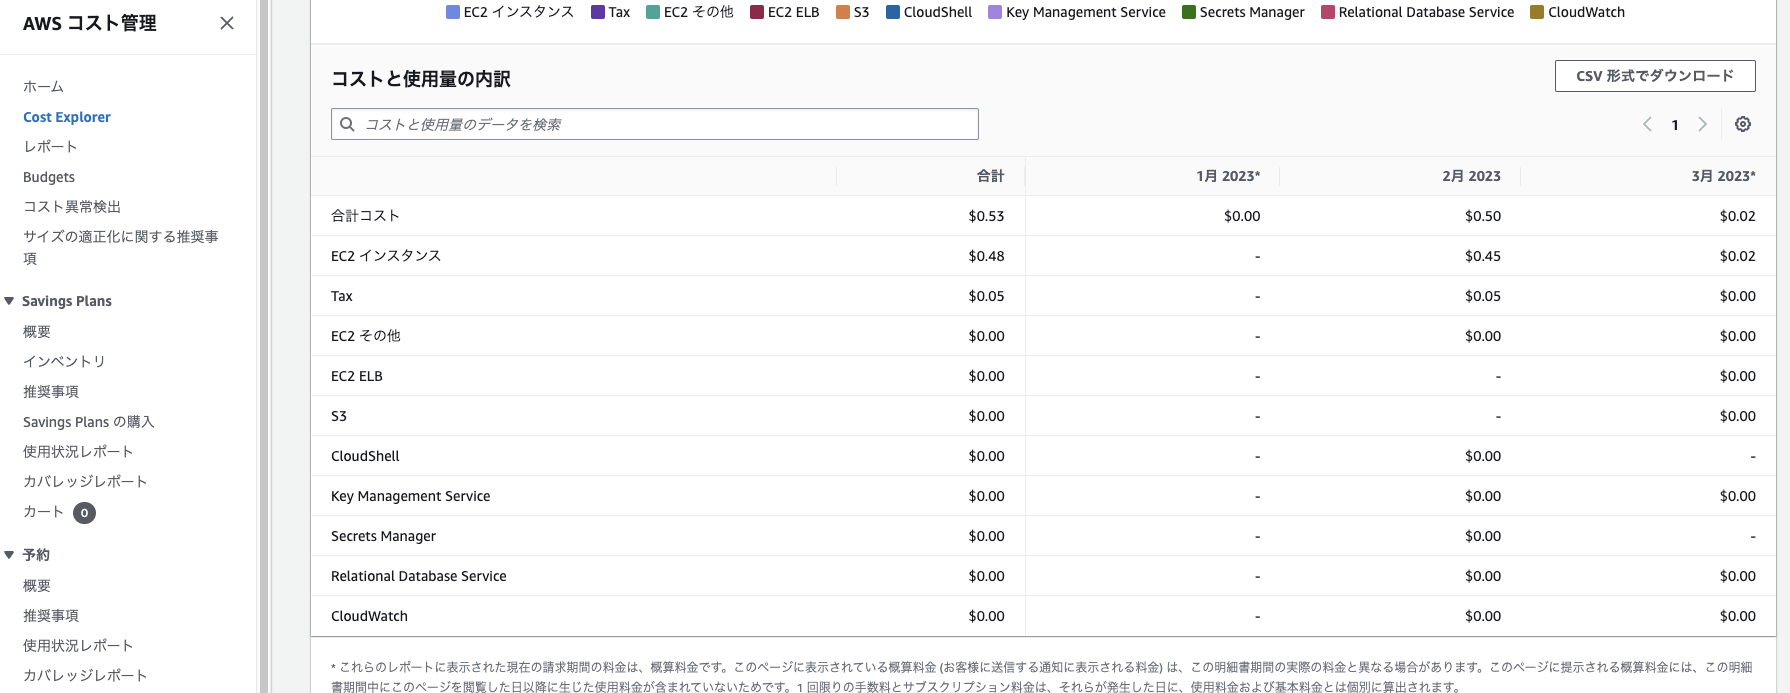 AWS コスト管理
ホーム
Cost Explorer
レポート
Budgets
コスト異常検出
サイズの適正化に関する推奨事
項
Savings Plans
概要
インベントリ
推奨事項
Savings Plans の購入
使用状況レポート
カバレッジレポート
カート 0
予約
概要
推奨事項
使用状況レポート
カバレッジレポート
EC2 インスタンス Tax EC2 その他 EC2 ELB S3 CloudShell Key Management Service Secrets Manager Relational Database Service CloudWatch
コストと使用量の内訳
CSV 形式でダウンロード
コストと使用量のデータを検索
1
合計 1月 2023* 2月 2023 3月 2023*
合計コスト $0.53 $0.00 $0.50 $0.02
EC2 インスタンス $0.48 - $0.45 $0.02
Tax $0.05 - $0.05 $0.00
EC2 その他 $0.00 - $0.00 $0.00
EC2 ELB $0.00 - - $0.00
S3 $0.00 - - $0.00
CloudShell $0.00 - $0.00 -
Key Management Service $0.00 - $0.00 $0.00
Secrets Manager $0.00 - $0.00 -
Relational Database Service $0.00 - $0.00 $0.00
CloudWatch $0.00 - $0.00 $0.00
* これらのレポートに表示された現在の請求期間の料金は、概算料金です。このページに表示されている概算料金 (お客様に送信する通知に表示される料金) は、この明細書期間の実際の料金と異なる場合があります。このページに提示される概算料金には、この明細
書期間中にこのページを閲覧した日以降に生じた使用料金が含まれていないためです。1 回限りの手数料とサブスクリプション料金は、それらが発生した日に、使用料金および基本料金とは個別に算出されます。